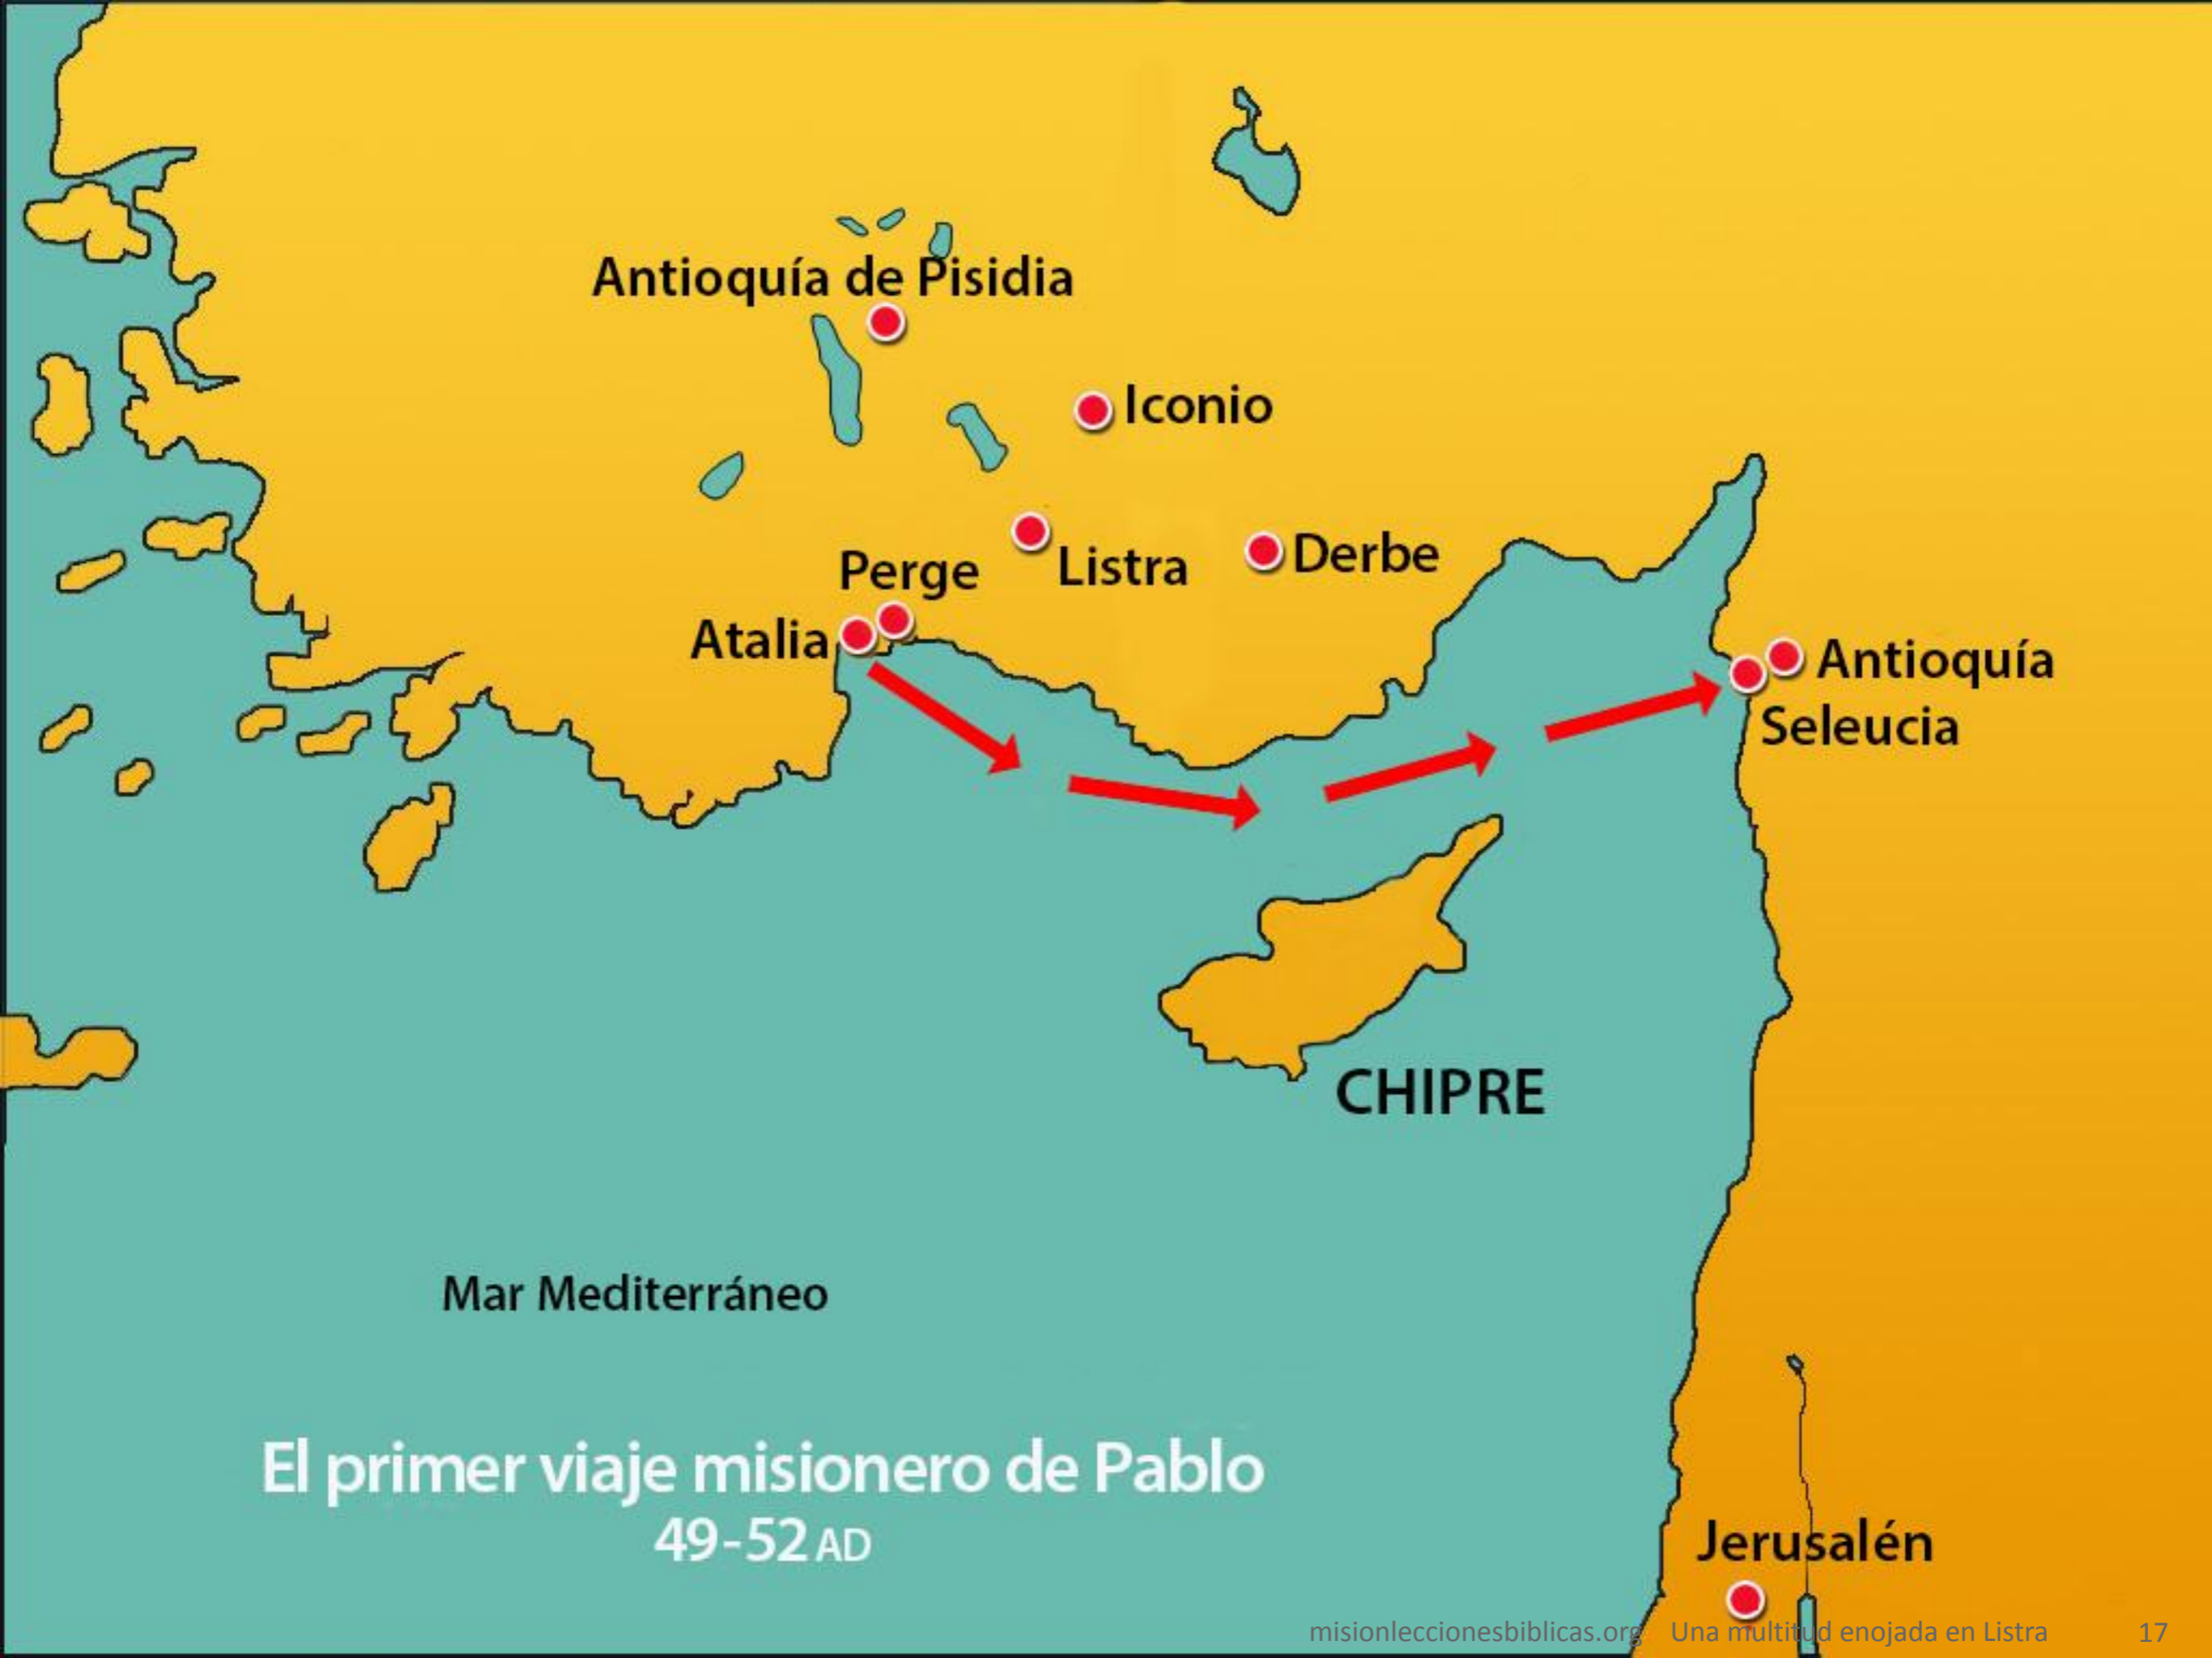 Antioquía de Pisidia
Iconio
Listra
Derbe
Perge
Atalia
Antioquía
Seleucia
CHIPRE
Mar Mediterráneo
El primer viaje misionero de Pablo
49-52 AD
Jerusalén
misionleccionesbiblicas.org Una multitud enojada en Listra 17